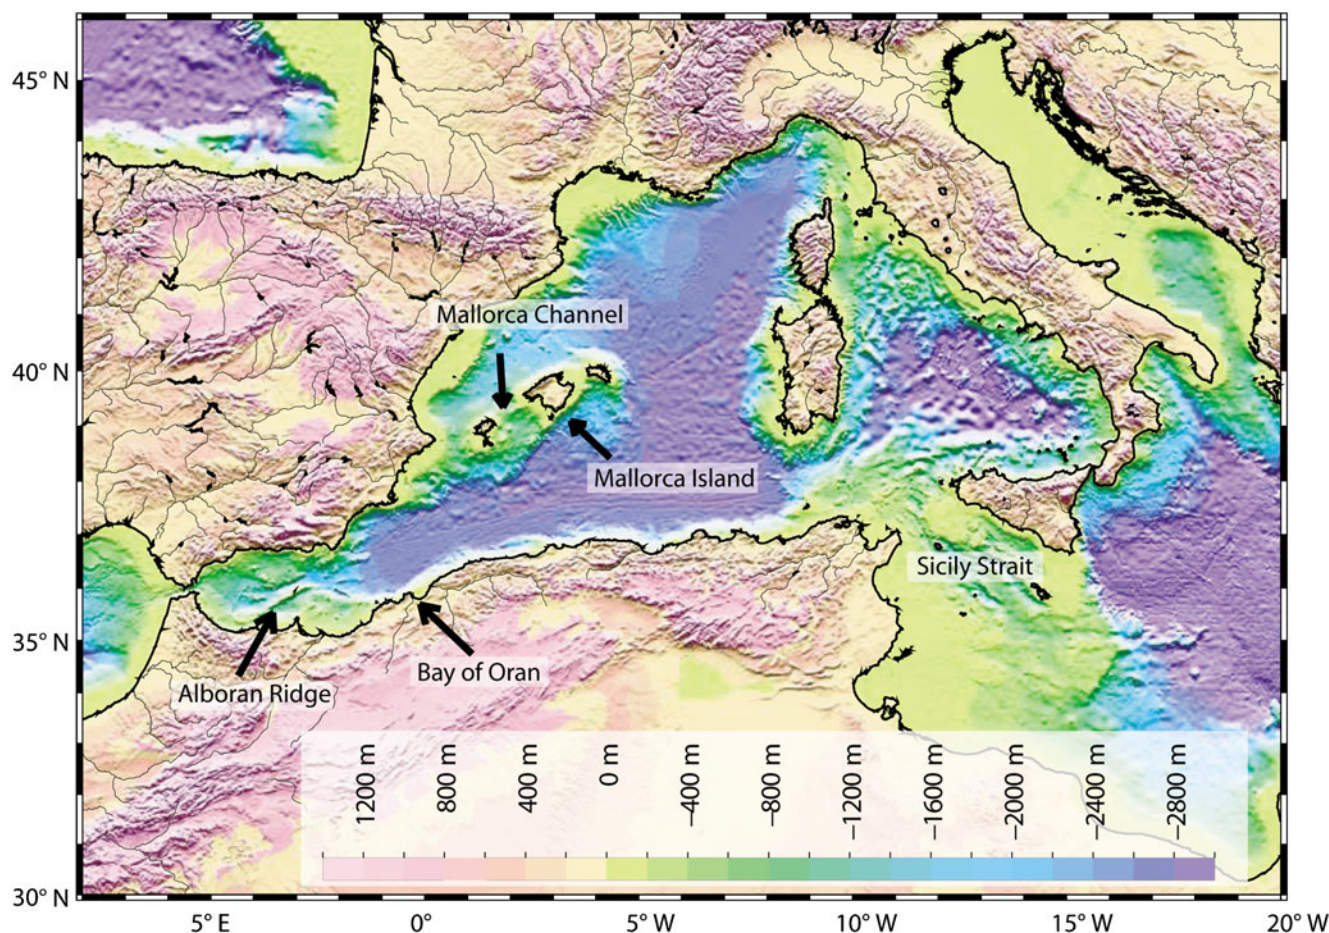 45° N
Mallorca Channel
40° N
Mallorca Island
Sicily Strait
35° N
Bay of Oran
Alboran Ridge
1200 m
800 m
400 m
0 m
–400 m
–800 m
–1200 m
–1600 m
–2000 m
–2400 m
–2800 m
30° N
5° E
0°
5° W
10° W
15° W
20° W